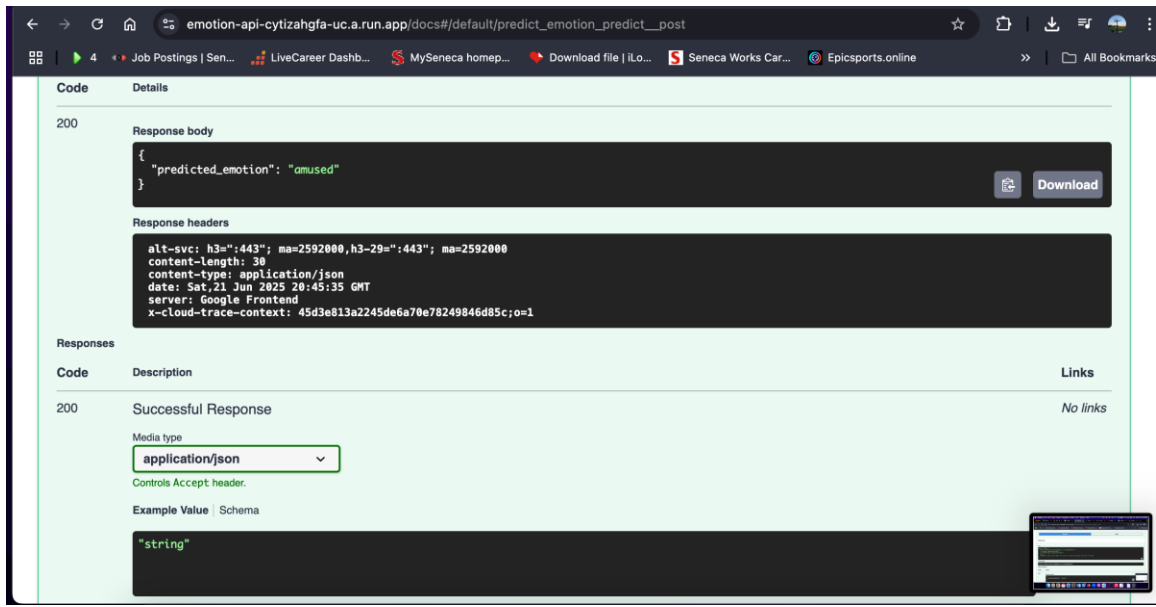 emotion-api-cytizahgfa-uc.a.run.app/docs#/default/predict_emotion_predict__post
4 Job Postings | Sen... LiveCareer Dashb... MySeneca homep... Download file | iLo... Seneca Works Car... Epicsports.online » All Bookmarks
Code Details
200
Response body
{
"predicted_emotion": "amused"
}
Download
Response headers
alt-svc: h3=":443"; ma=2592000,h3-29=":443"; ma=2592000
content-length: 30
content-type: application/json
date: Sat,21 Jun 2025 20:45:35 GMT
server: Google Frontend
x-cloud-trace-context: 45d3e813a2245de6a70e78249846d85c;o=1
Responses
Code Description Links
200 Successful Response No links
Media type
application/json
Controls Accept header.
Example Value Schema
"string"